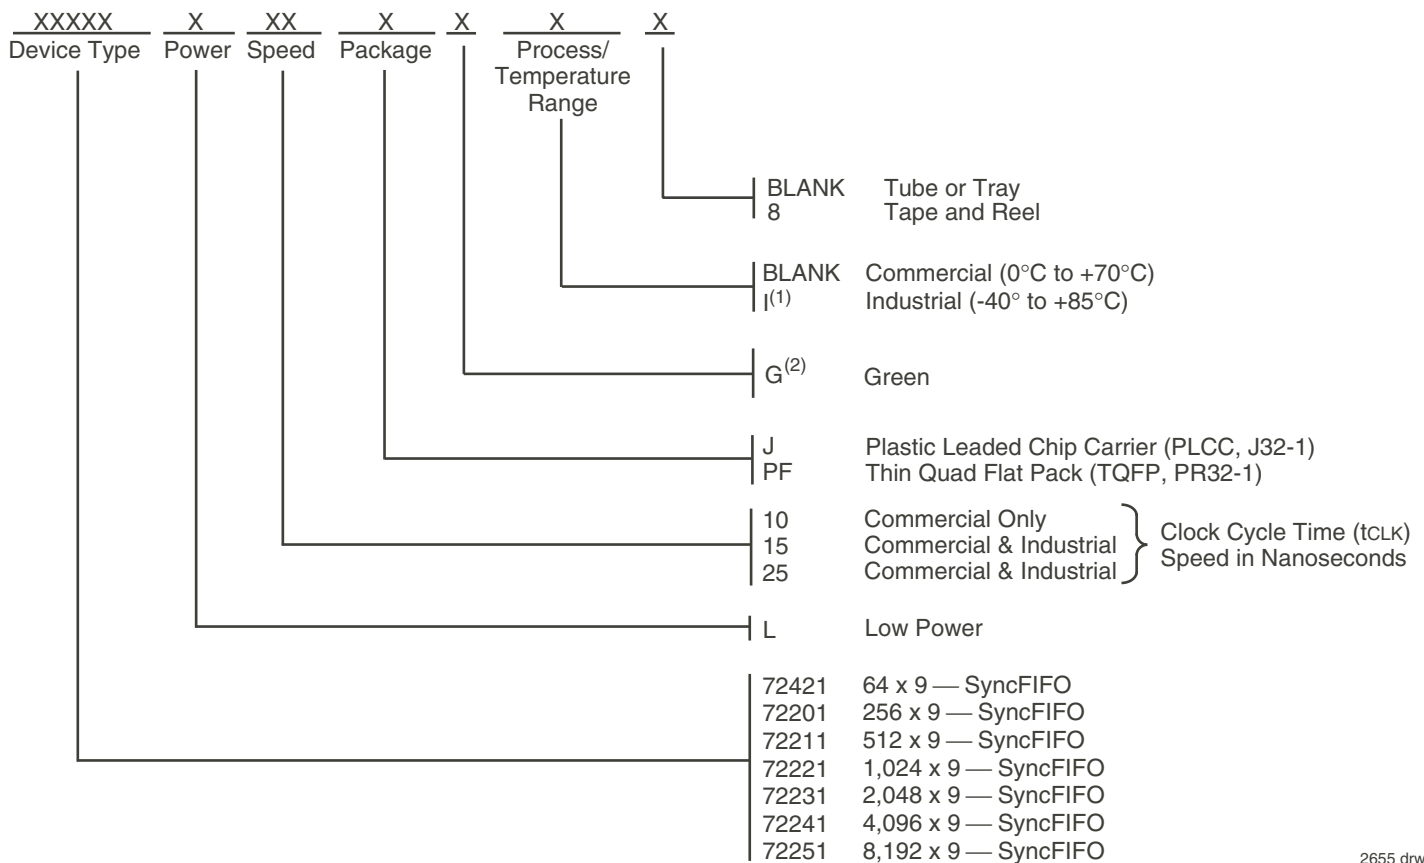 XXXXX X XX X X X X
Device Type Power Speed Package Process/
Temperature
Range
BLANK Tube or Tray
8 Tape and Reel
BLANK Commercial (0°C to +70°C)
I(1) Industrial (-40° to +85°C)
G(2) Green
J Plastic Leaded Chip Carrier (PLCC, J32-1)
PF Thin Quad Flat Pack (TQFP, PR32-1)
10 Commercial Only
15 Commercial & Industrial
25 Commercial & Industrial
Clock Cycle Time (tCLK)
Speed in Nanoseconds
L Low Power
72421 64 x 9 — SyncFIFO
72201 256 x 9 — SyncFIFO
72211 512 x 9 — SyncFIFO
72221 1,024 x 9 — SyncFIFO
72231 2,048 x 9 — SyncFIFO
72241 4,096 x 9 — SyncFIFO
72251 8,192 x 9 — SyncFIFO
2655 drw